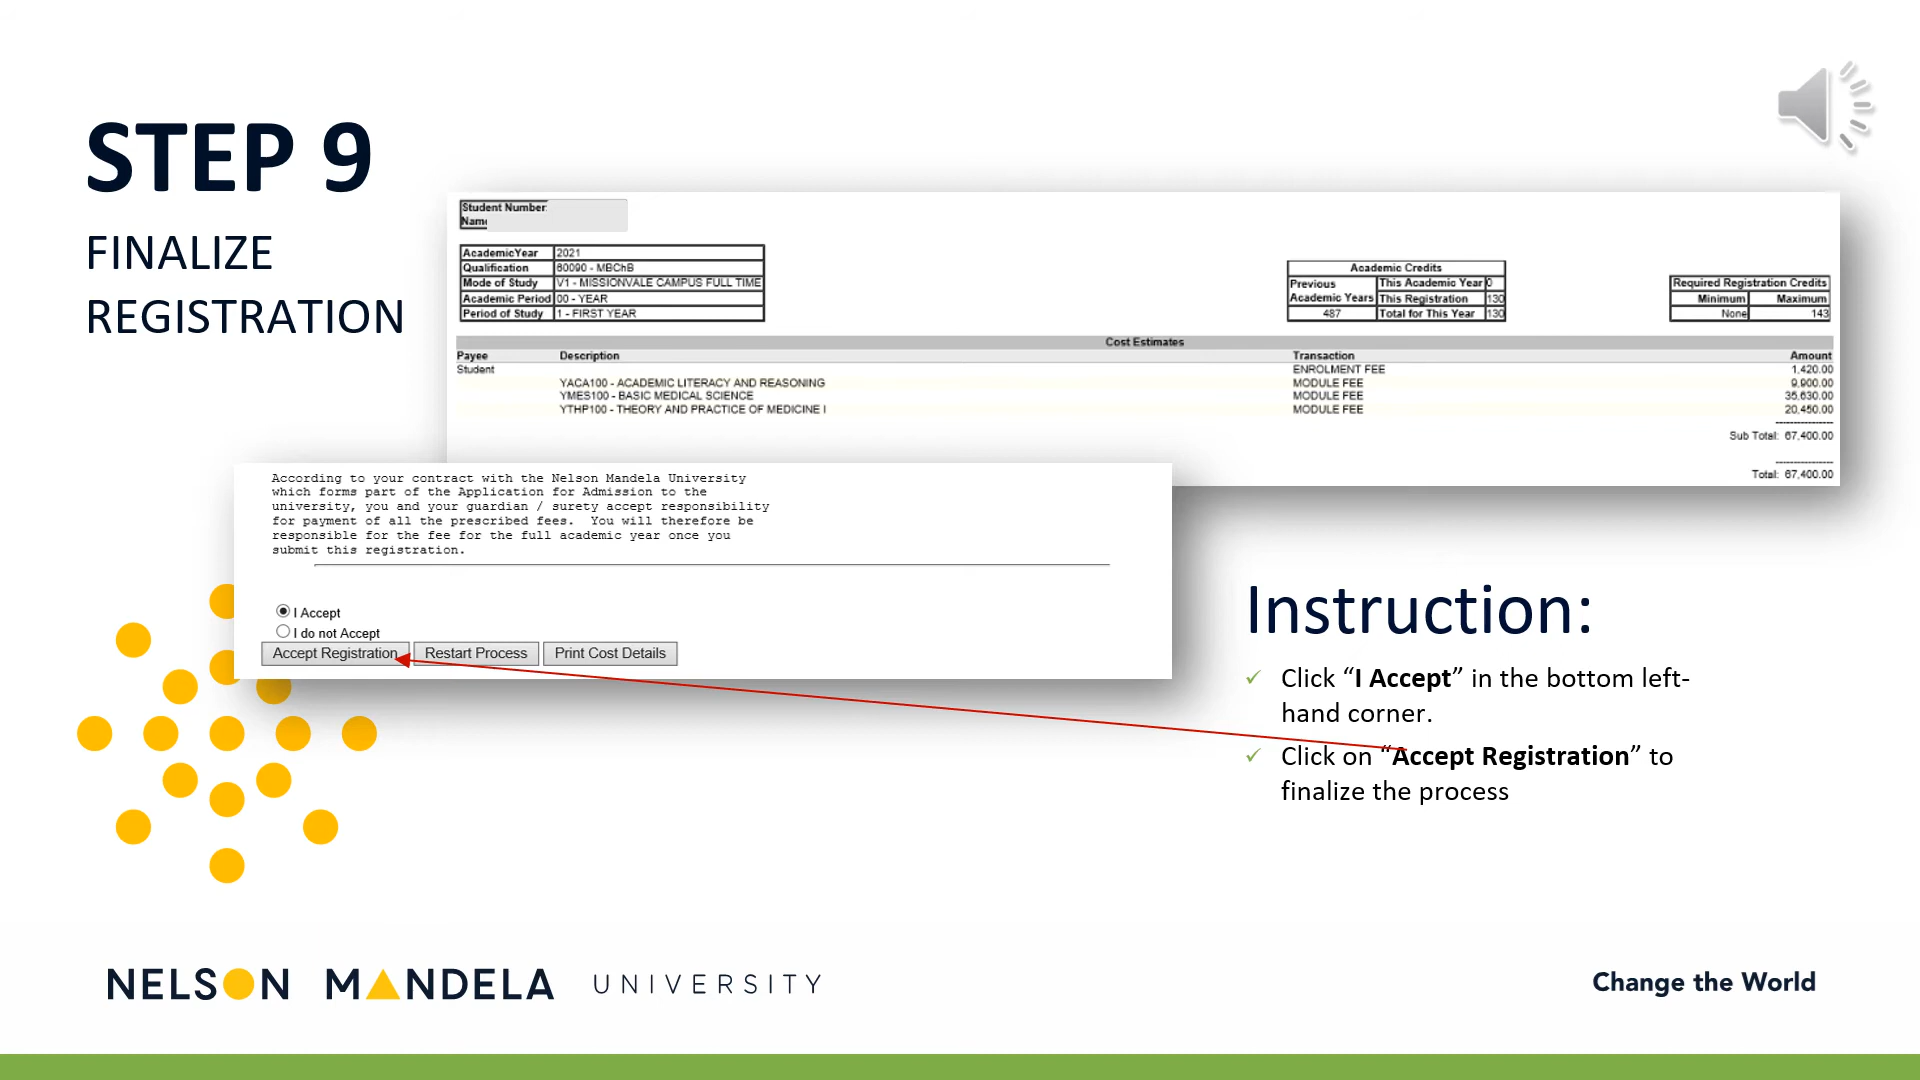 STEP 9
FINALIZE
REGISTRATION
Student Number
Name
AcademicYear 2021
Qualification 60090 - MBChB
Mode of Study V1 - MISSIONVALE CAMPUS FULL TIME
Academic Period 00 - YEAR
Period of Study 1 - FIRST YEAR
Academic Credits
Previous This Academic Year 0
Academic Years This Registration 130
487 Total for This Year 130
Required Registration Credits
Minimum Maximum
None 143
Cost Estimates
Payee Description Transaction Amount
Student ENROLMENT FEE 1,420.00
YACA100 - ACADEMIC LITERACY AND REASONING MODULE FEE 9,900.00
YMES100 - BASIC MEDICAL SCIENCE MODULE FEE 35,630.00
YTHP100 - THEORY AND PRACTICE OF MEDICINE I MODULE FEE 20,450.00
Sub Total: 67,400.00
Total: 67,400.00
According to your contract with the Nelson Mandela University
which forms part of the Application for Admission to the
university, you and your guardian / surety accept responsibility
for payment of all the prescribed fees. You will therefore be
responsible for the fee for the full academic year once you
submit this registration.
I Accept
I do not Accept
Accept Registration Restart Process Print Cost Details
Instruction:
✓ Click “I Accept” in the bottom left-
hand corner.
✓ Click on “Accept Registration” to
finalize the process
NELSON MANDELA UNIVERSITY
Change the World